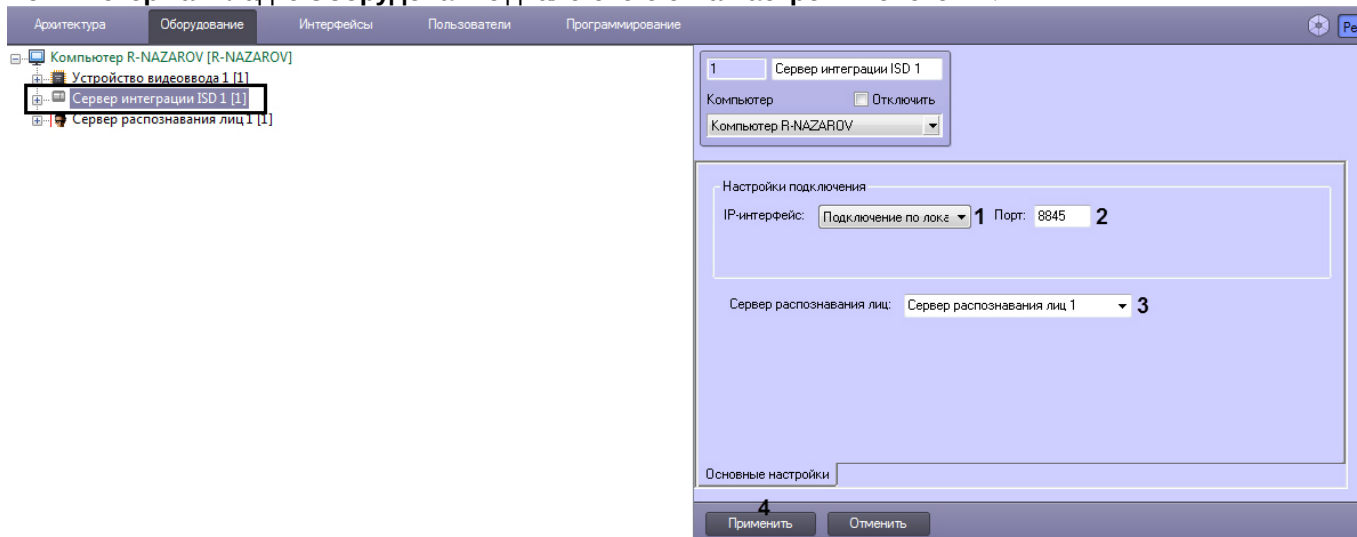 Архитектура Оборудование Интерфейсы Пользователи Программирование
Компьютер R-NAZAROV [R-NAZAROV]
Устройство видеоввода 1 [1]
Сервер интеграции ISD 1 [1]
Сервер распознавания лиц 1 [1]
1 Сервер интеграции ISD 1
Компьютер Отключить
Компьютер R-NAZAROV
Настройки подключения
IP-интерфейс: Подключение по лока 1 Порт: 8845 2
Сервер распознавания лиц: Сервер распознавания лиц 1 3
Основные настройки
4
Применить Отменить